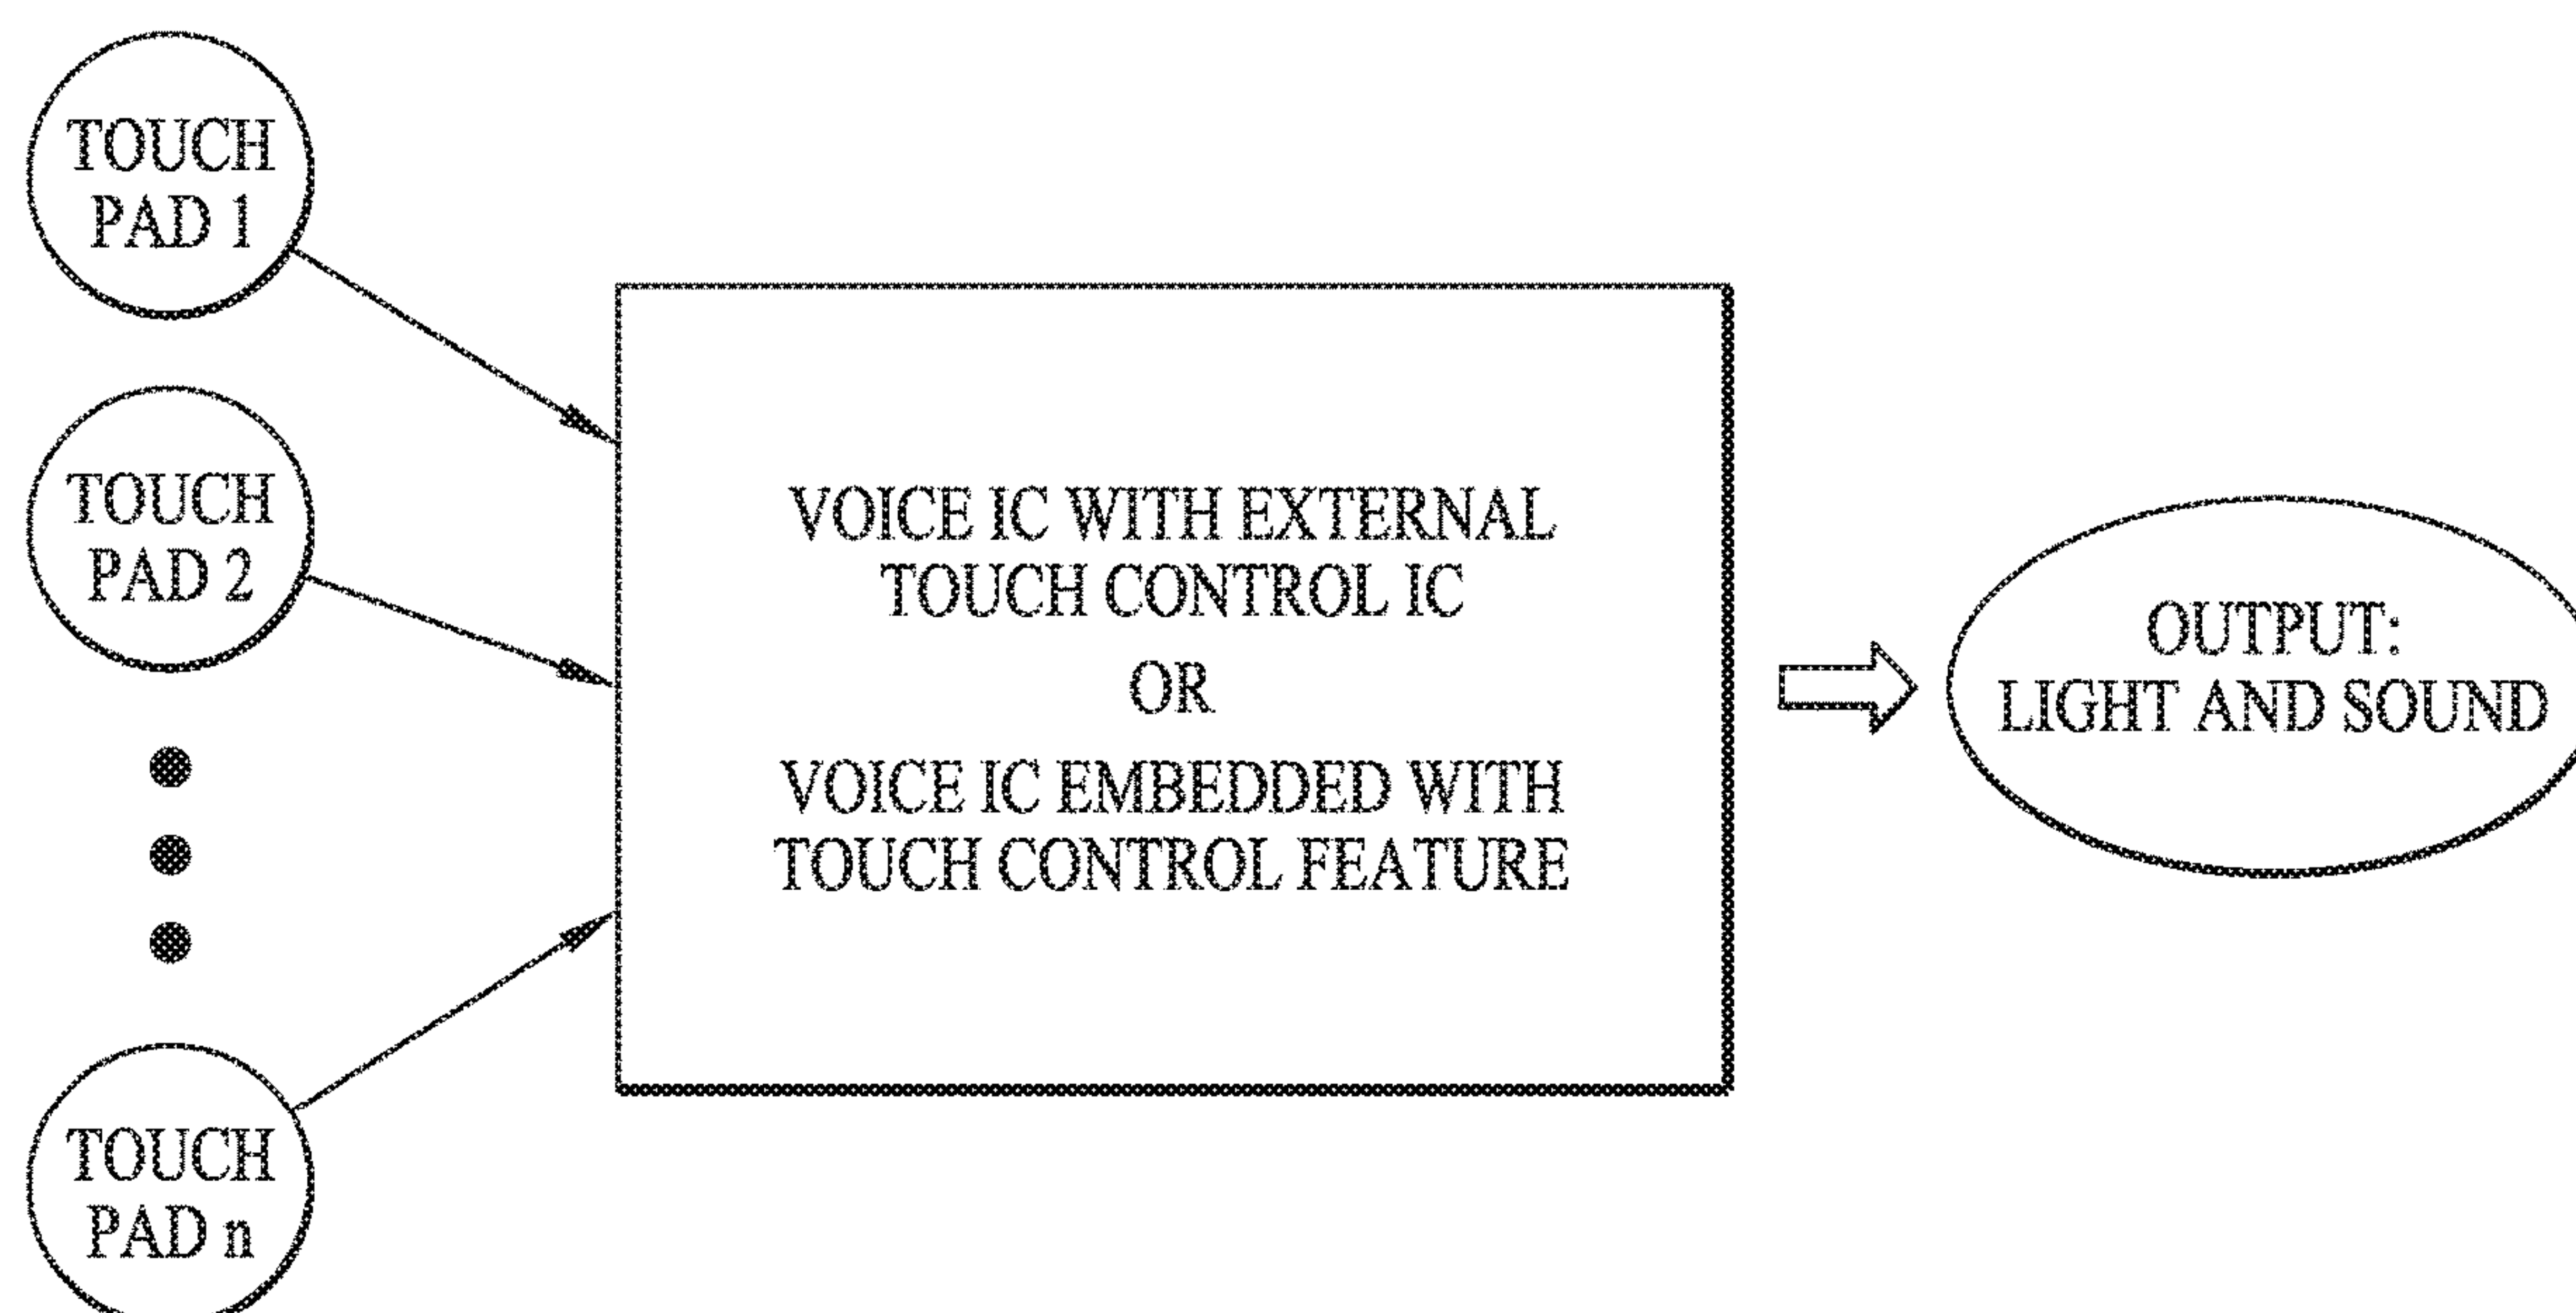 TOUCH
PAD 1
TOUCH
PAD 2
TOUCH
PAD n
VOICE IC WITH EXTERNAL
TOUCH CONTROL IC
OR
VOICE IC EMBEDDED WITH
TOUCH CONTROL FEATURE
OUTPUT:
LIGHT AND SOUND